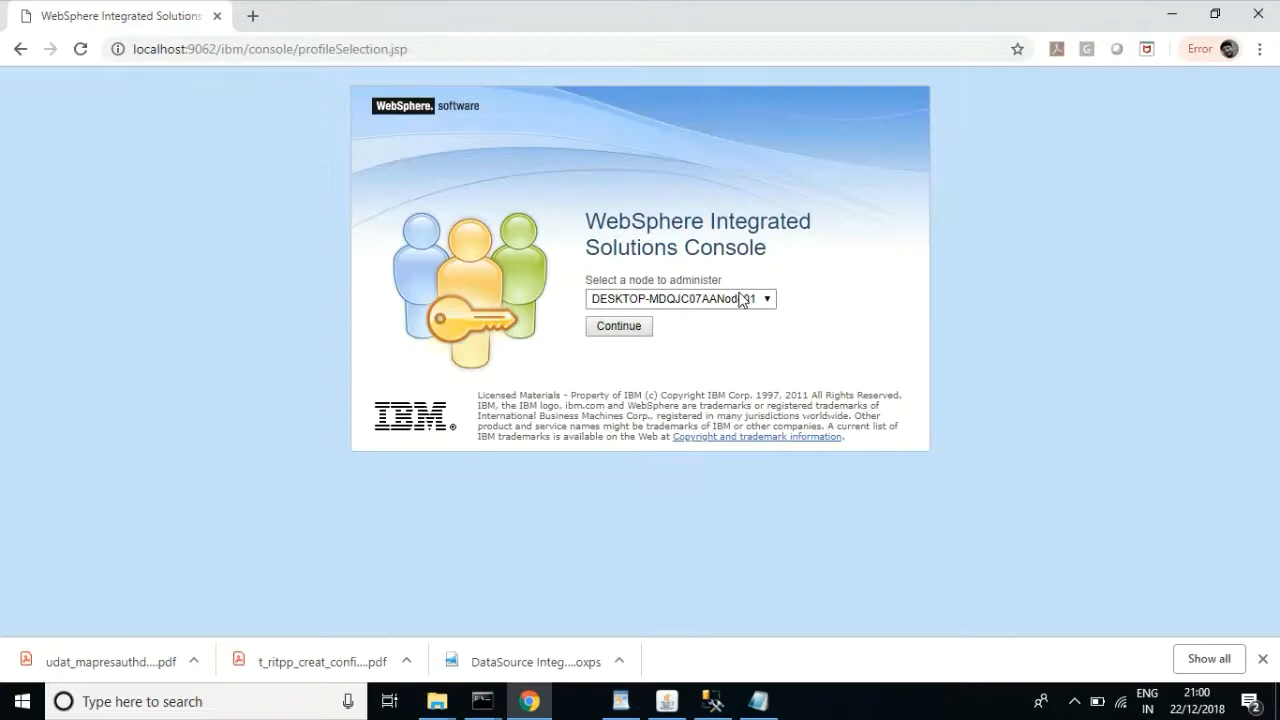 WebSphere Integrated Solutions
localhost:9062/ibm/console/profileSelection.jsp
Error
WebSphere. software
WebSphere Integrated
Solutions Console
Select a node to administer
DESKTOP-MDQJC07AANode01
Continue
IBM
Licensed Materials - Property of IBM (c) Copyright IBM Corp. 1997, 2011 All Rights Reserved.
IBM, the IBM logo, ibm.com and WebSphere are trademarks or registered trademarks of
International Business Machines Corp., registered in many jurisdictions worldwide. Other
product and service names might be trademarks of IBM or other companies. A current list of
IBM trademarks is available on the Web at Copyright and trademark information.
udat_mapresauthd....pdf
t_ritpp_creat_confi....pdf
DataSource Integ....oxps
Show all
Type here to search
ENG
IN
21:00
22/12/2018
2